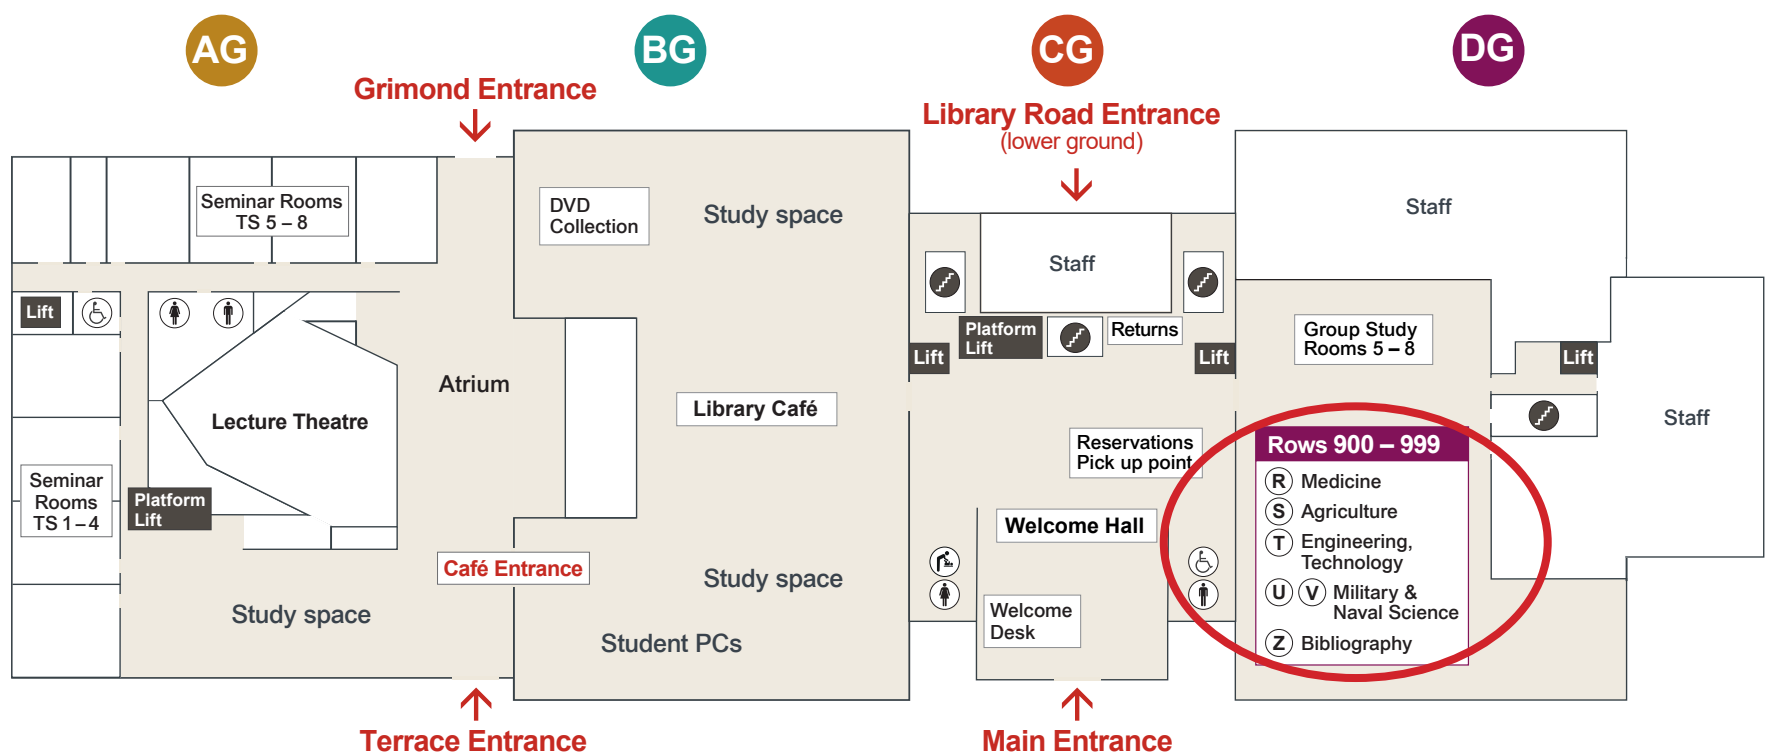 AG
BG
CG
DG
Grimond Entrance
Library Road Entrance
(lower ground)
Seminar Rooms
TS 5 – 8
DVD
Collection
Study space
Staff
Staff
Lift
Platform
Lift
Returns
Lift
Lift
Group Study
Rooms 5 – 8
Lift
Atrium
Lecture Theatre
Library Café
Staff
Reservations
Pick up point
Rows 900 – 999
R Medicine
S Agriculture
T Engineering,
Technology
U V Military &
Naval Science
Z Bibliography
Seminar
Rooms
TS 1 – 4
Platform
Lift
Welcome Hall
Café Entrance
Study space
Study space
Student PCs
Welcome
Desk
Terrace Entrance
Main Entrance